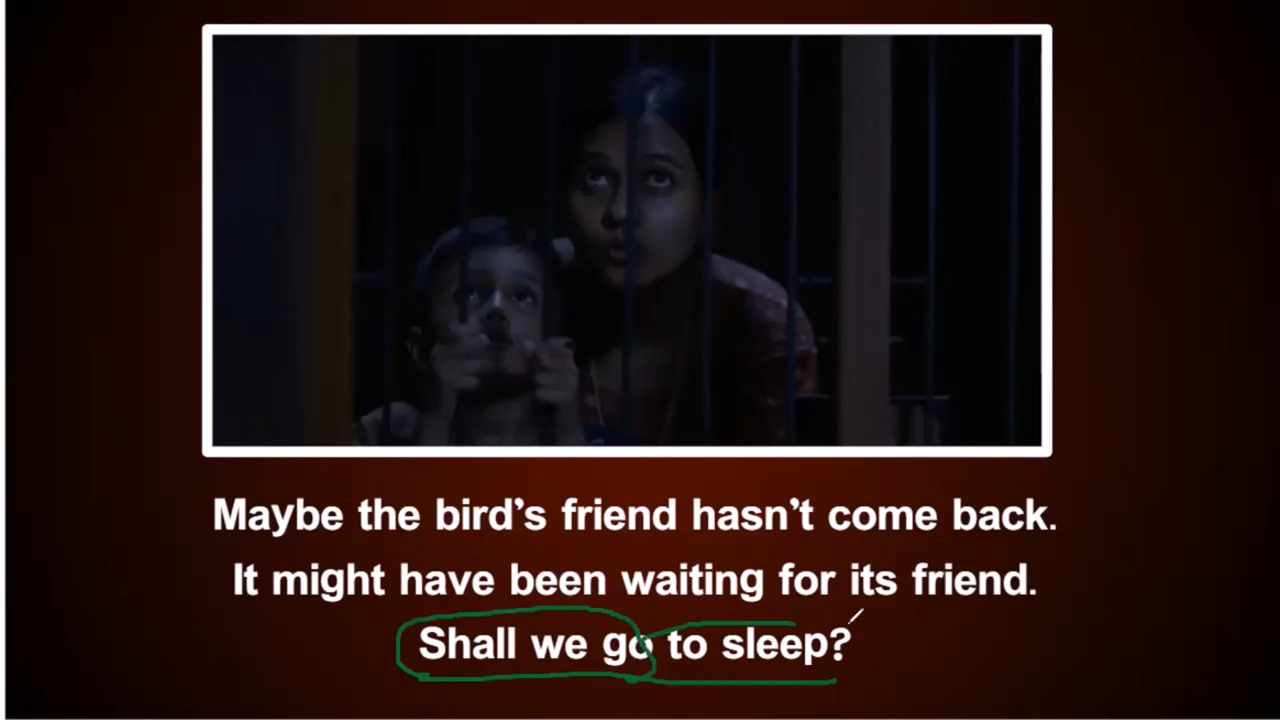 Maybe the bird’s friend hasn’t come back.
It might have been waiting for its friend.
Shall we go to sleep?